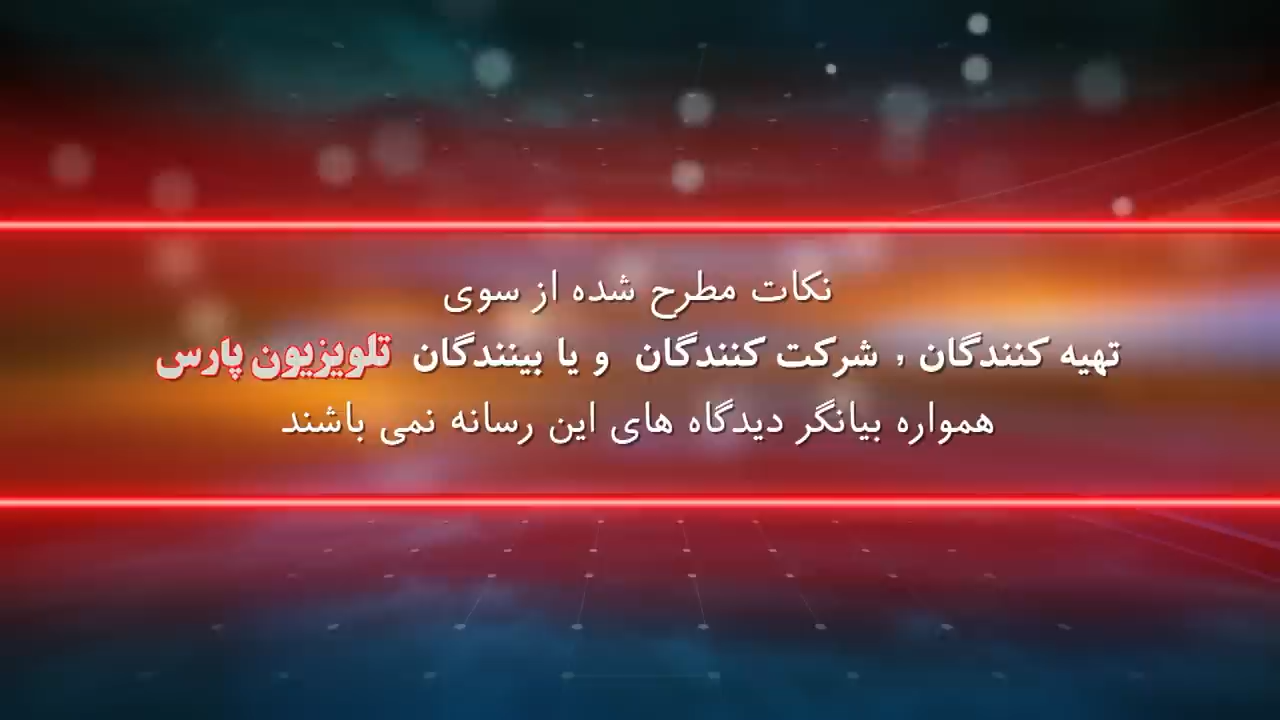 نکات مطرح شده از سوی
تهیه کنندگان , شرکت کنندگان و یا بینندگان تلویزیون پارس
همواره بیانگر دیدگاه های این رسانه نمی باشند